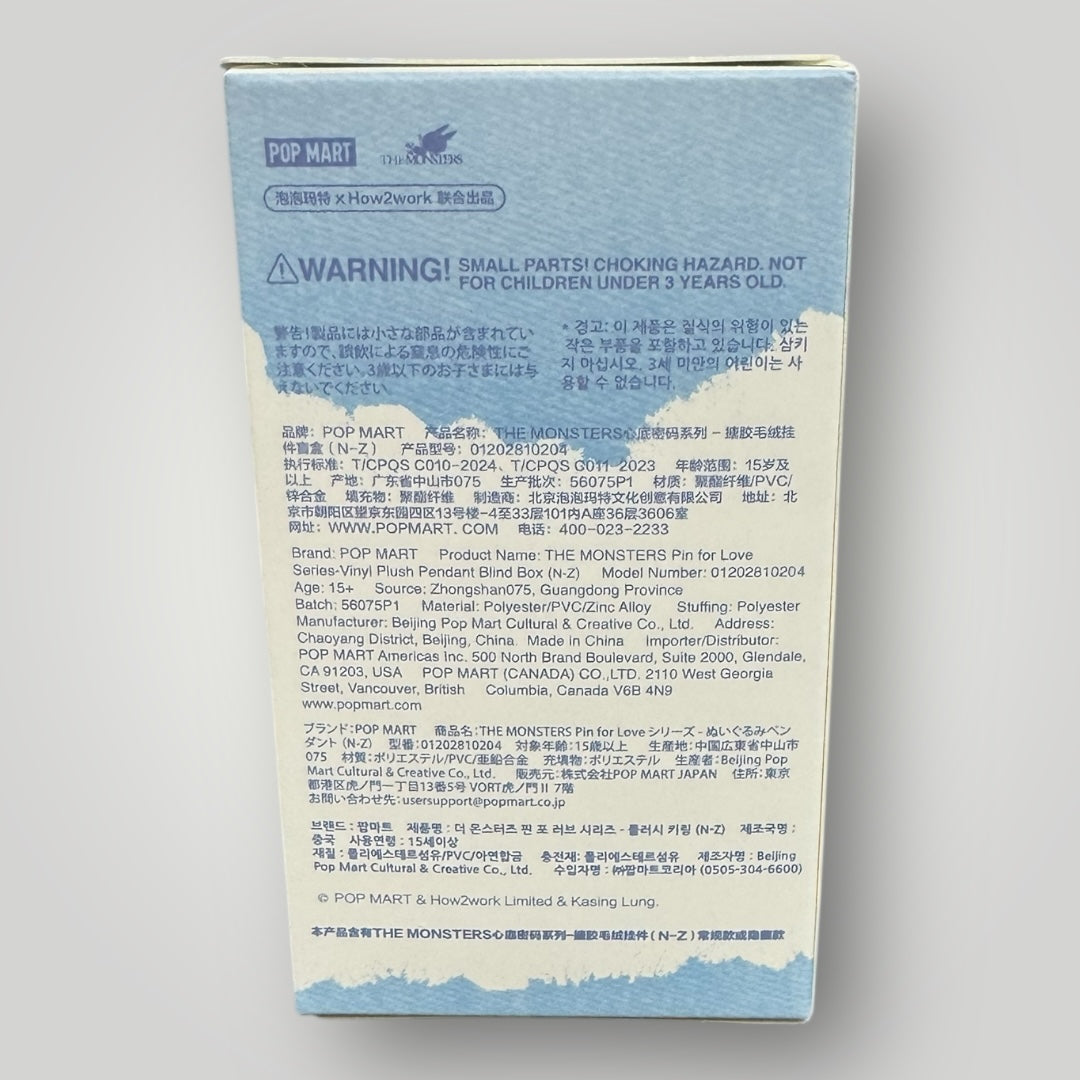 POP MART THE MONSTERS
泡泡玛特 x How2work 联合出品
WARNING! SMALL PARTS! CHOKING HAZARD. NOT
FOR CHILDREN UNDER 3 YEARS OLD.
警告!製品には小さな部品が含まれてい
ますので、誤飲による窒息の危険性にご
注意ください。3歳以下のお子さまには与
えないでください。
* 경고: 이 제품은 질식의 위험이 있는
작은 부품을 포함하고 있습니다. 삼키
지 마십시오. 3세 미만의 어린이는 사
용할 수 없습니다.
品牌: POP MART 产品名称: THE MONSTERS心底密码系列 - 搪胶毛绒挂
件盲盒 ( N-Z ) 产品型号: 01202810204
执行标准: T/CPQS C010-2024、T/CPQS C011-2023 年龄范围: 15岁及
以上 产地: 广东省中山市075 生产批次: 56075P1 材质: 聚酯纤维/PVC/
锌合金 填充物: 聚酯纤维 制造商: 北京泡泡玛特文化创意有限公司 地址: 北
京市朝阳区望京东园四区13号楼-4至33层101内A座36层3606室
网址: WWW.POPMART. COM 电话: 400-023-2233
Brand: POP MART Product Name: THE MONSTERS Pin for Love
Series-Vinyl Plush Pendant Blind Box (N-Z) Model Number: 01202810204
Age: 15+ Source: Zhongshan075, Guangdong Province
Batch: 56075P1 Material: Polyester/PVC/Zinc Alloy Stuffing: Polyester
Manufacturer: Beijing Pop Mart Cultural & Creative Co., Ltd. Address:
Chaoyang District, Beijing, China. Made in China Importer/Distributor:
POP MART Americas Inc. 500 North Brand Boulevard, Suite 2000, Glendale,
CA 91203, USA POP MART (CANADA) CO.,LTD. 2110 West Georgia
Street, Vancouver, British Columbia, Canada V6B 4N9
www.popmart.com
ブランド:POP MART 商品名:THE MONSTERS Pin for Love シリーズ - ぬいぐるみペン
ダント (N-Z) 型番:01202810204 対象年齢:15歳以上 生産地:中国広東省中山市
075 材質:ポリエステル/PVC/亜鉛合金 充填物:ポリエステル 生産者:Beijing Pop
Mart Cultural & Creative Co., Ltd. 販売元:株式会社POP MART JAPAN 住所:東京
都港区虎ノ門一丁目13番5号 VORT虎ノ門II 7階
お問い合わせ先:usersupport@popmart.co.jp
브랜드 : 팝마트 제품명 : 더 몬스터즈 핀 포 러브 시리즈 - 플러시 키링 (N-Z) 제조국명 :
중국 사용연령 : 15세이상
재질 : 폴리에스테르섬유/PVC/아연합금 충전재: 폴리에스테르섬유 제조자명 : Beijing
Pop Mart Cultural & Creative Co., Ltd. 수입자명 : ㈜팝마트코리아 (0505-304-6600)
© POP MART & How2work Limited & Kasing Lung.
本产品含有THE MONSTERS心底密码系列-搪胶毛绒挂件 ( N-Z ) 常规款或隐藏款